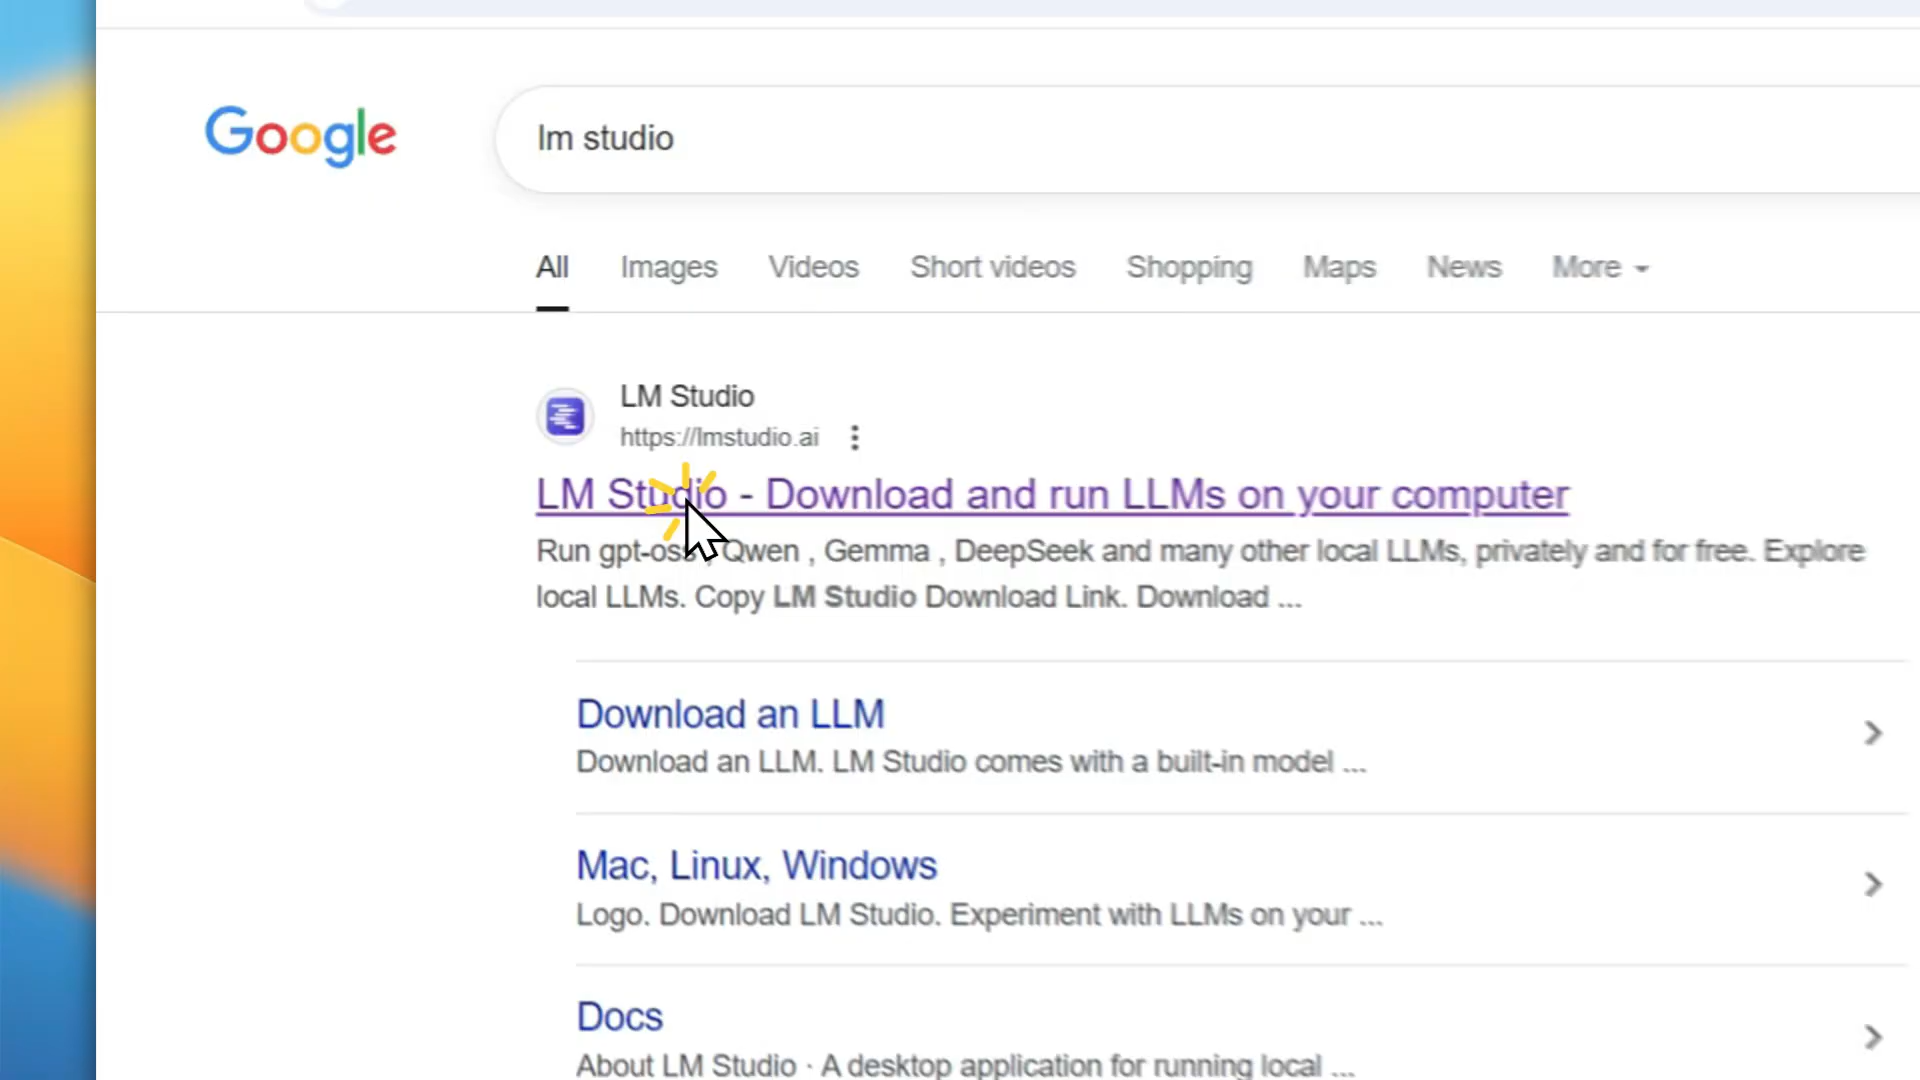 Google
lm studio
All Images Videos Short videos Shopping Maps News More
LM Studio
https://lmstudio.ai
LM Studio - Download and run LLMs on your computer
Run gpt-oss , Qwen , Gemma , DeepSeek and many other local LLMs, privately and for free. Explore
local LLMs. Copy LM Studio Download Link. Download ...
Download an LLM
Download an LLM. LM Studio comes with a built-in model ...
Mac, Linux, Windows
Logo. Download LM Studio. Experiment with LLMs on your ...
Docs
About LM Studio · A desktop application for running local ...